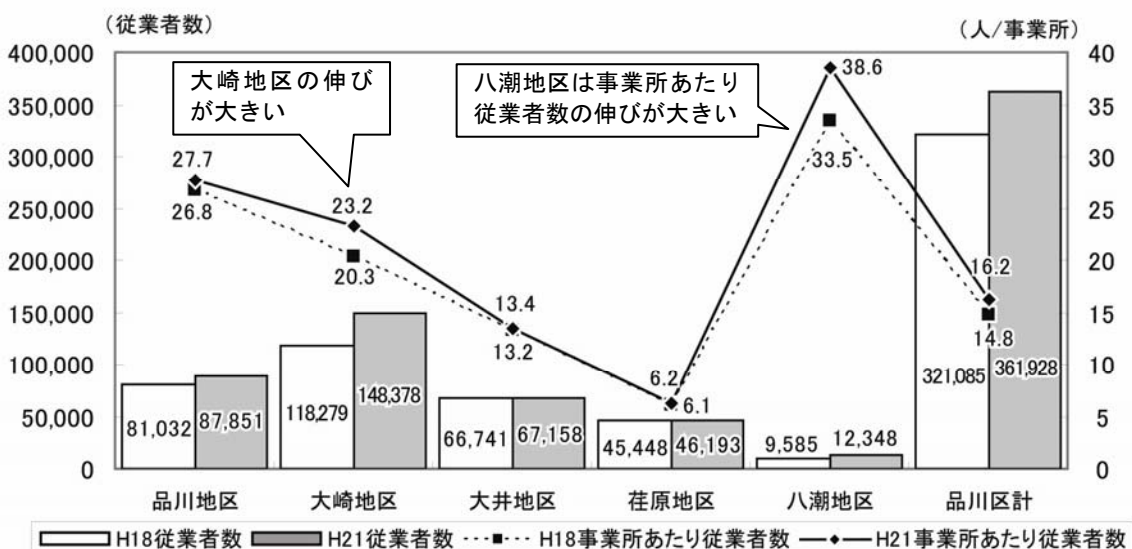 (従業者数)
(人/事業所)
400,000
350,000
300,000
250,000
200,000
150,000
100,000
50,000
0
40
35
30
25
20
15
10
5
0
大崎地区の伸び
が大きい
八潮地区は事業所あたり
従業者数の伸びが大きい
27.7
26.8
23.2
20.3
13.4
13.2
6.2
6.1
38.6
33.5
16.2
14.8
81,032
87,851
118,279
148,378
66,741
67,158
45,448
46,193
9,585
12,348
321,085
361,928
品川地区
大崎地区
大井地区
荏原地区
八潮地区
品川区計
H18従業者数
H21従業者数
H18事業所あたり従業者数
H21事業所あたり従業者数